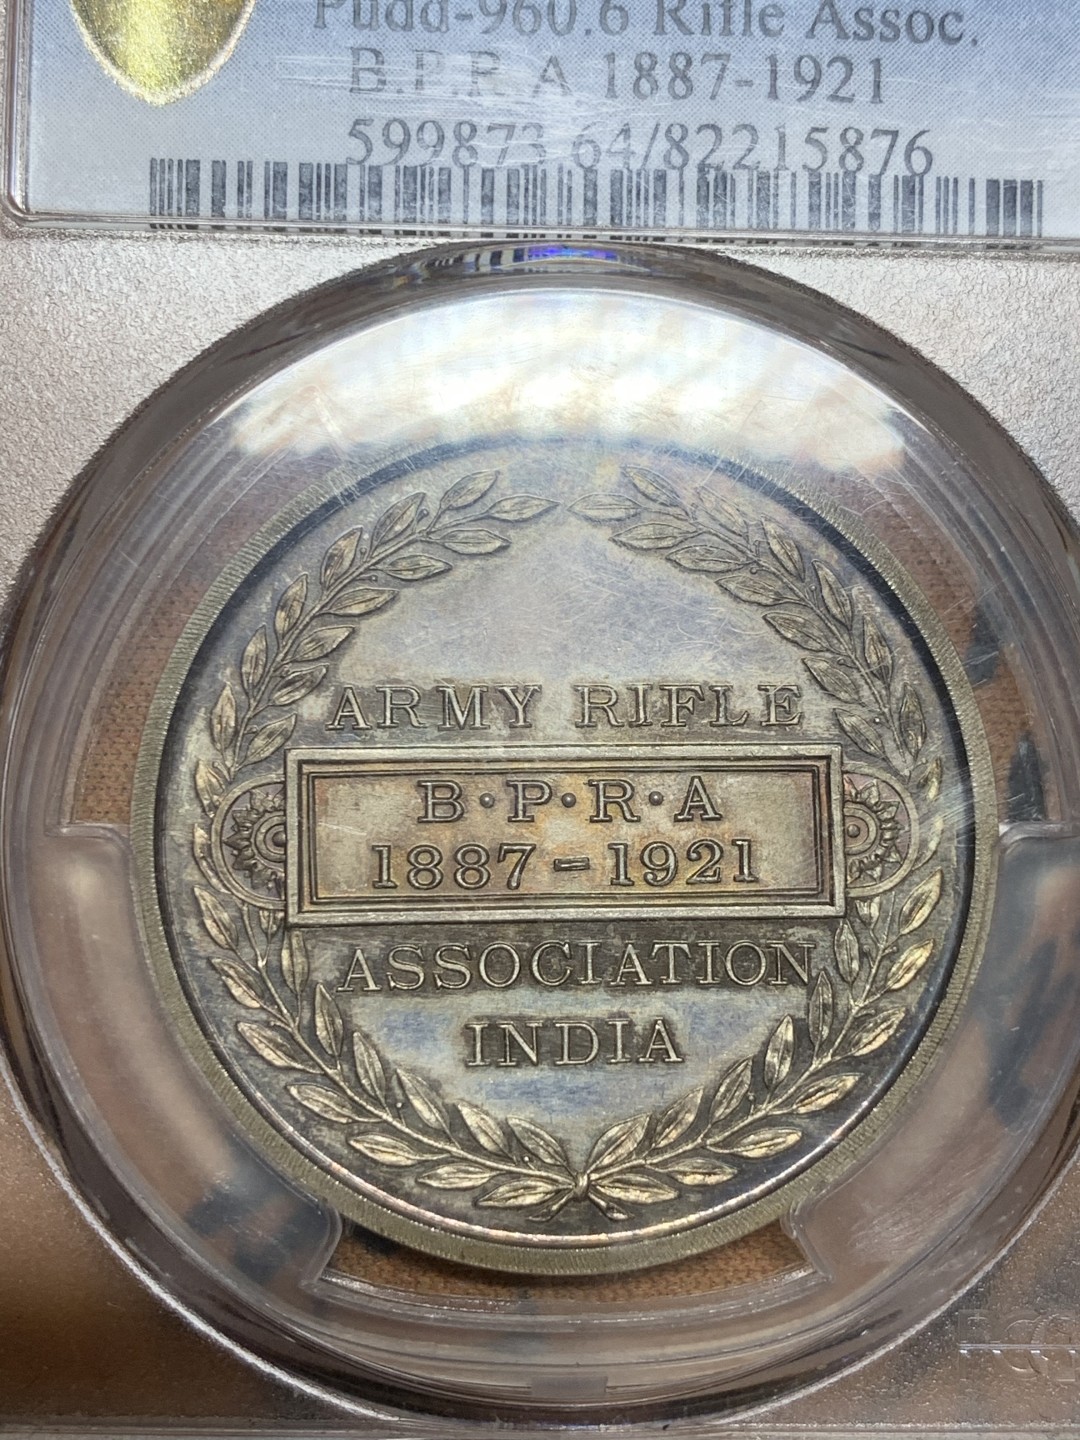 Pudd-960.6 Rifle Assoc.
B.P.R.A. 1887-1921
599873.64/82215876
ARMY RIFLE
B·P·R·A
1887=1921
ASSOCIATION
INDIA